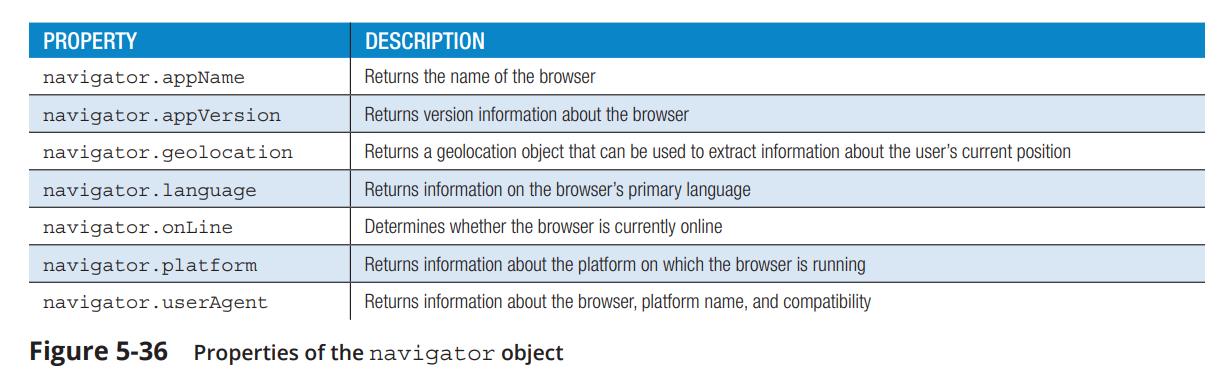 PROPERTY DESCRIPTION
navigator.appName Returns the name of the browser
navigator.appVersion Returns version information about the browser
navigator.geolocation Returns a geolocation object that can be used to extract information about the user's current position
navigator.language Returns information on the browser's primary language
navigator.onLine Determines whether the browser is currently online
navigator.platform Returns information about the platform on which the browser is running
navigator.userAgent Returns information about the browser, platform name, and compatibility
Figure 5-36 Properties of the navigator object